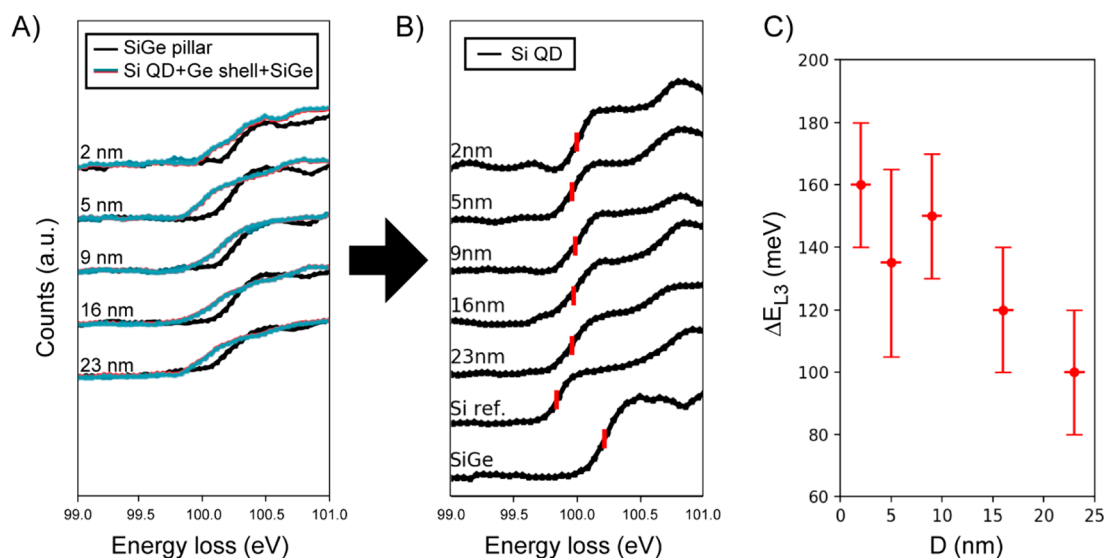 A)
SiGe pillar
Si QD+Ge shell+SiGe
2 nm
5 nm
9 nm
16 nm
23 nm
Counts (a.u.)
99.0 99.5 100.0 100.5 101.0
Energy loss (eV)
B)
Si QD
2nm
5nm
9nm
16nm
23nm
Si ref.
SiGe
99.0 99.5 100.0 100.5 101.0
Energy loss (eV)
C)
200
180
160
140
120
100
80
60
ΔE_L3 (meV)
0 5 10 15 20 25
D (nm)